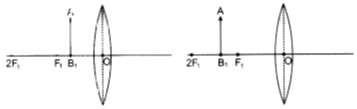 A
2F₁ F₁ B₁ O
A
2F₁ B₁ F₁ O